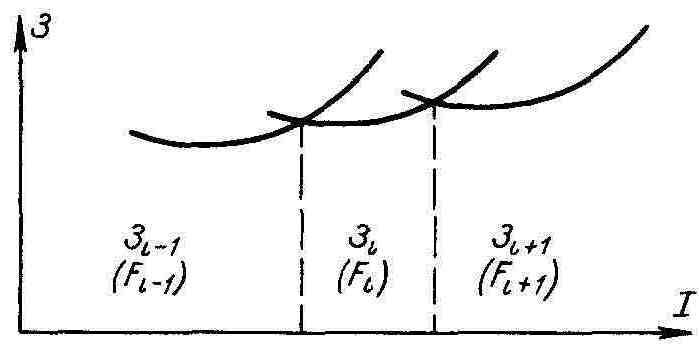 З
З_{i-1} З_i З_{i+1}
(F_{i-1}) (F_i) (F_{i+1})
I